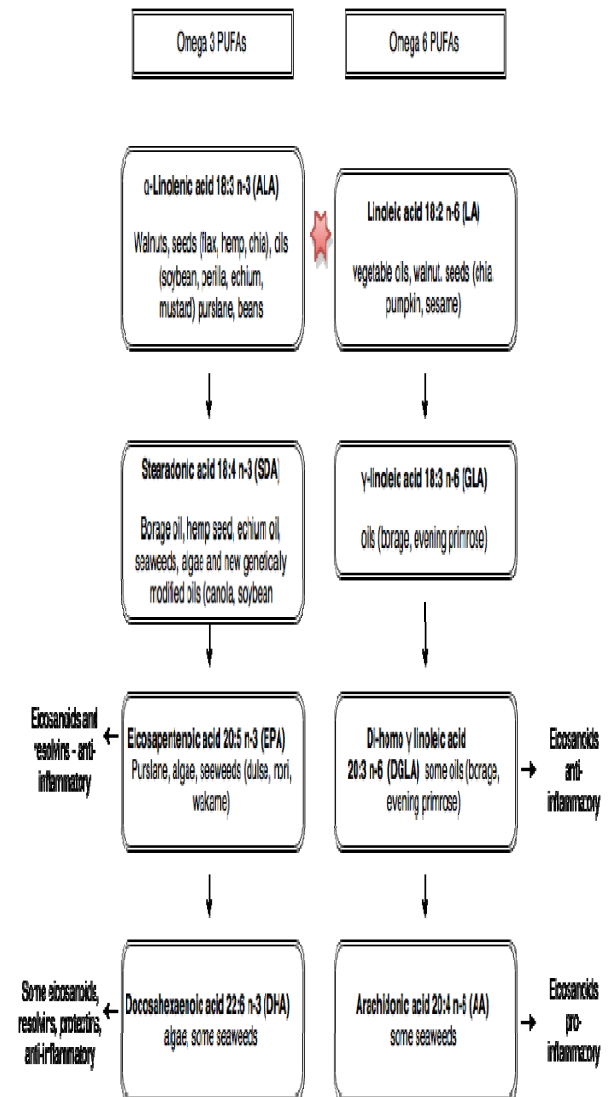 Omega 3 PUFAs
Omega 6 PUFAs
α-Linolenic acid 18:3 n-3 (ALA)
Walnuts, seeds (flax, hemp, chia), oils
(soybean, perilla, echium,
mustard) purslane, beans
Linoleic acid 18:2 n-6 (LA)
vegetable oils, walnut. seeds (chia
pumpkin, sesame)
Stearadonic acid 18:4 n-3 (SDA)
Borage oil, hemp seed, echium oil,
seaweeds, algae and new geneticaly
modified oils (canola, soybean
γ-linoleic acid 18:3 n-6 (GLA)
oils (borage, evening primrose)
Eicosanoids and
resolvins - anti-
inflammatory
Eicosapentenoic acid 20:5 n-3 (EPA)
Purslane, algae, seeweeds (dulse, nori,
wakame)
Di-homo γ linoleic acid
20:3 n-6 (DGLA) some oils (borage,
evening primrose)
Eicosanoids
anti-
inflammatory
Some eicosanoids,
resolvins, protectins,
anti-inflammatory
Docosahexaenoic acid 22:6 n-3 (DHA)
algae, some seaweeds
Arachidonic acid 20:4 n-6 (AA)
some seaweeds
Eicosanoids
pro-
inflammatory